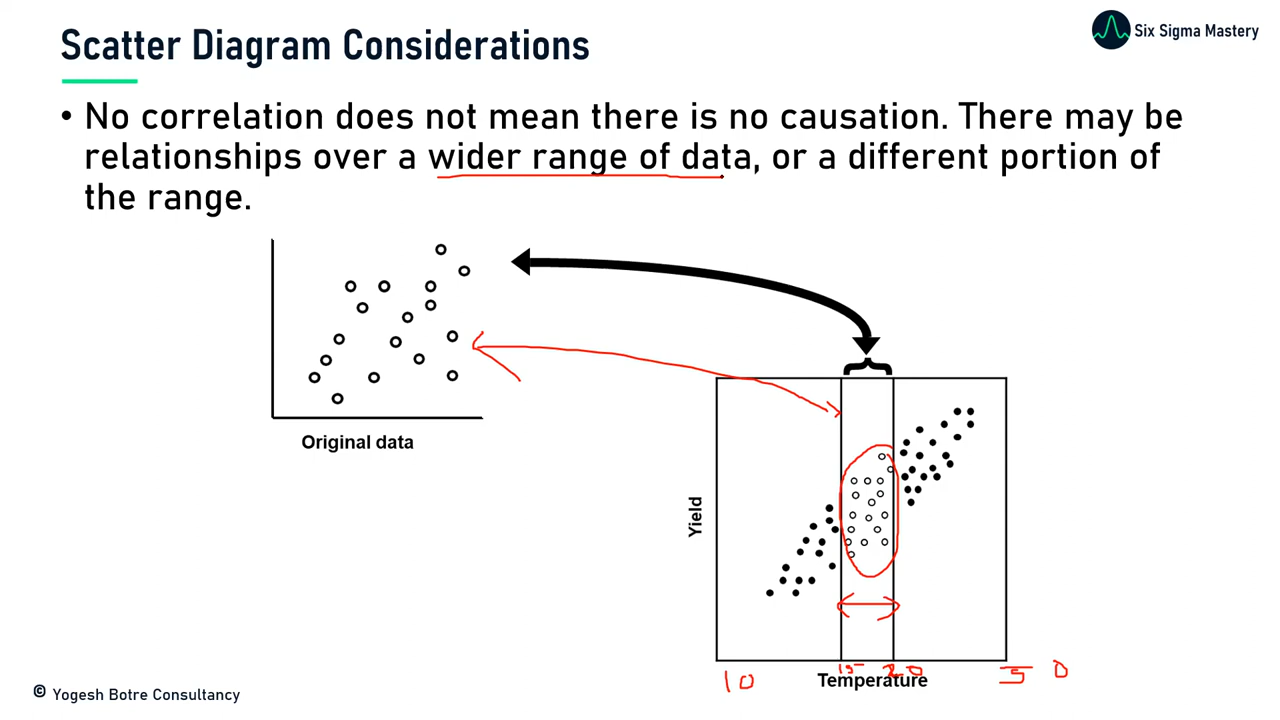 Scatter Diagram Considerations
Six Sigma Mastery
• No correlation does not mean there is no causation. There may be
relationships over a wider range of data, or a different portion of
the range.
Original data
Yield
10
15
20
50
Temperature
© Yogesh Botre Consultancy